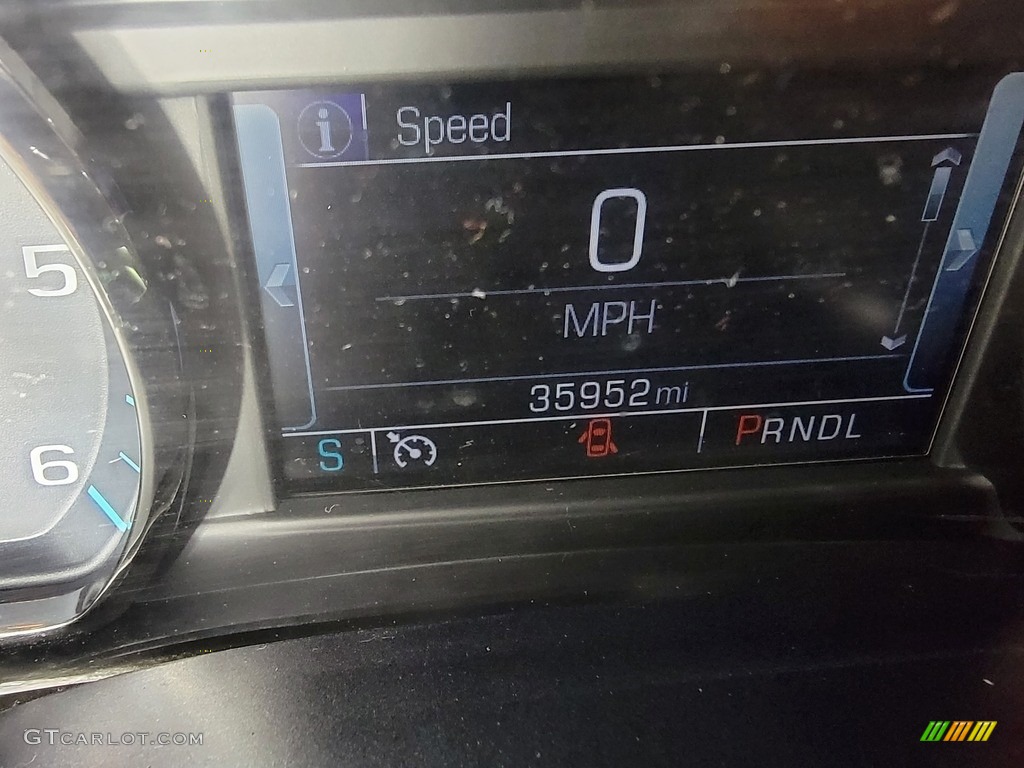 i Speed
0
MPH
35952 mi
S PRNDL
5
6
GTcarlot.com